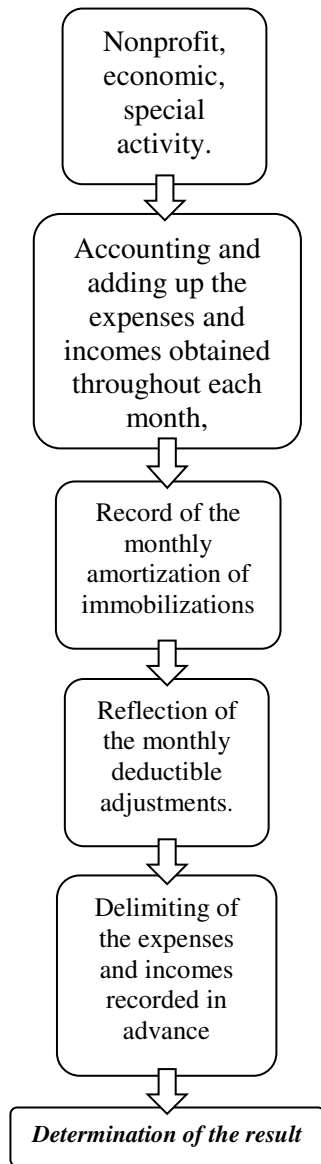 Nonprofit,
economic,
special
activity.
Accounting and
adding up the
expenses and
incomes obtained
throughout each
month,
Record of the
monthly
amortization of
immobilizations
Reflection of
the monthly
deductible
adjustments.
Delimiting of
the expenses
and incomes
recorded in
advance
Determination of the result